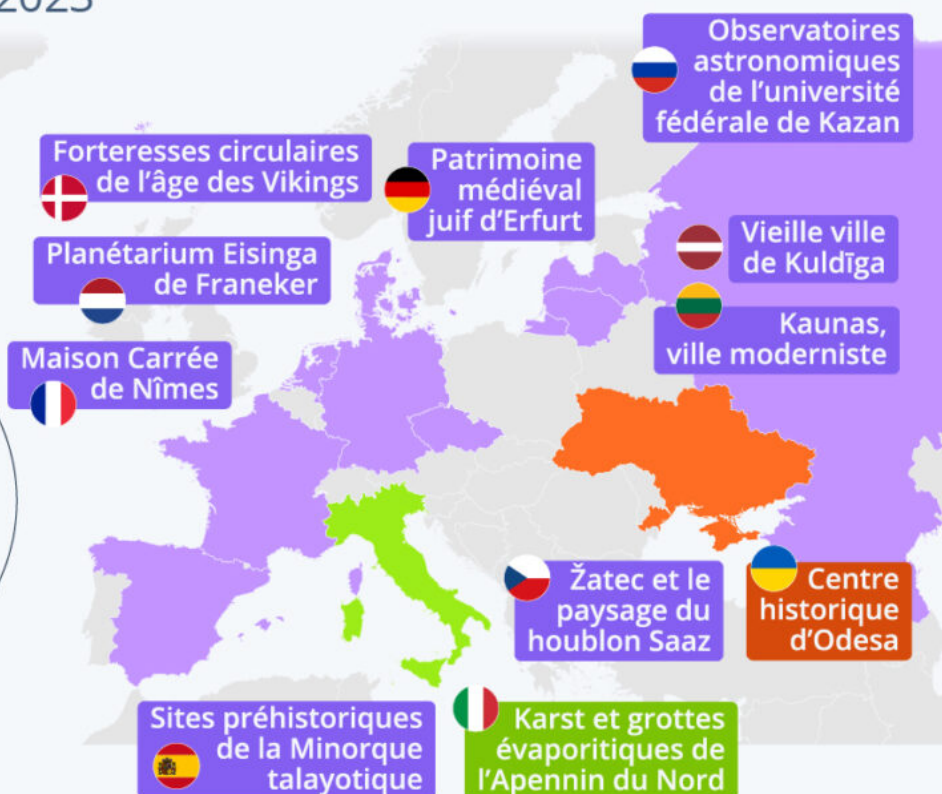 2023
Observatoires
astronomiques
de l'université
fédérale de Kazan
Forteresses circulaires
de l'âge des Vikings
Patrimoine
médiéval
juif d'Erfurt
Vieille ville
de Kuldīga
Planétarium Eisinga
de Franeker
Kaunas,
ville moderniste
Maison Carrée
de Nîmes
Žatec et le
paysage du
houblon Saaz
Centre
historique
d'Odesa
Sites préhistoriques
de la Minorque
talayotique
Karst et grottes
évaporitiques de
l'Apennin du Nord